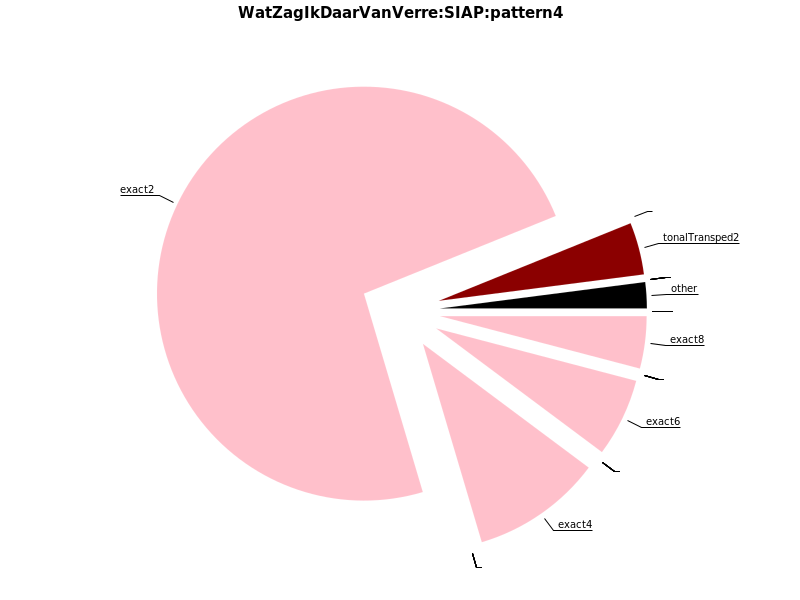 WatZagIkDaarVanVerre:SIAP:pattern4
exact2
tonalTransped2
other
exact8
exact6
exact4